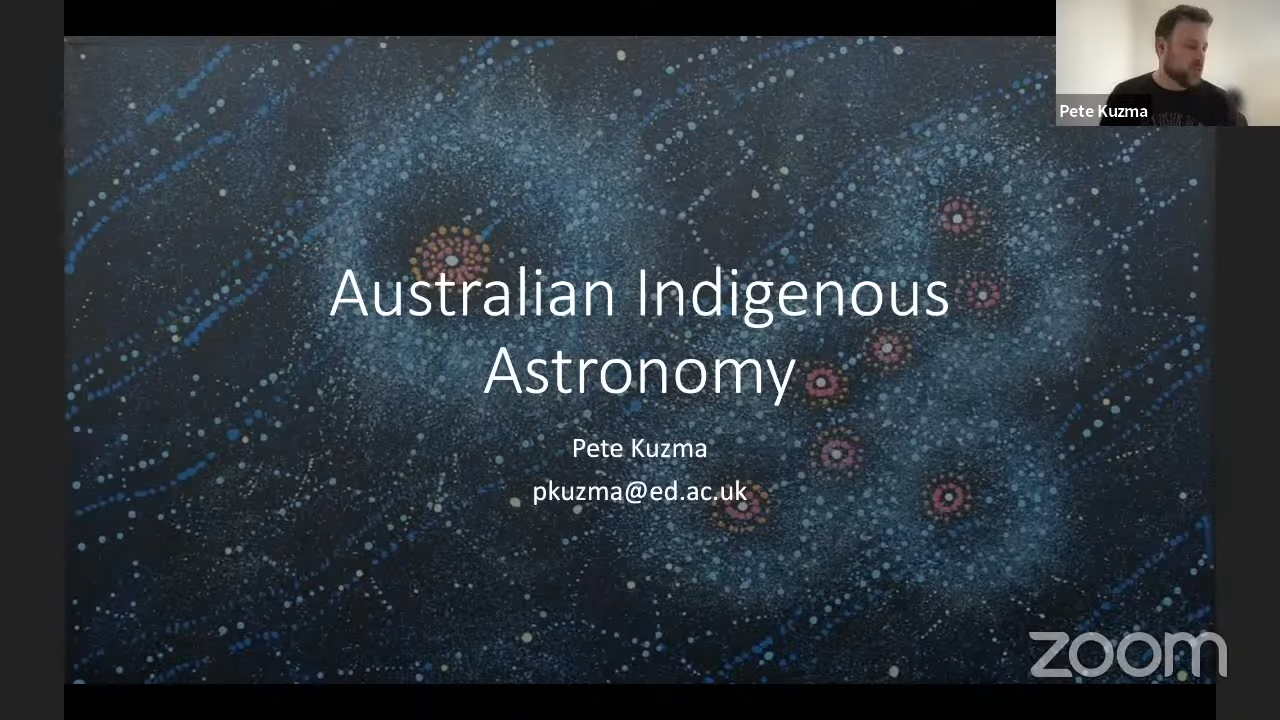 Pete Kuzma
Australian Indigenous
Astronomy
Pete Kuzma
pkuzma@ed.ac.uk
zoom